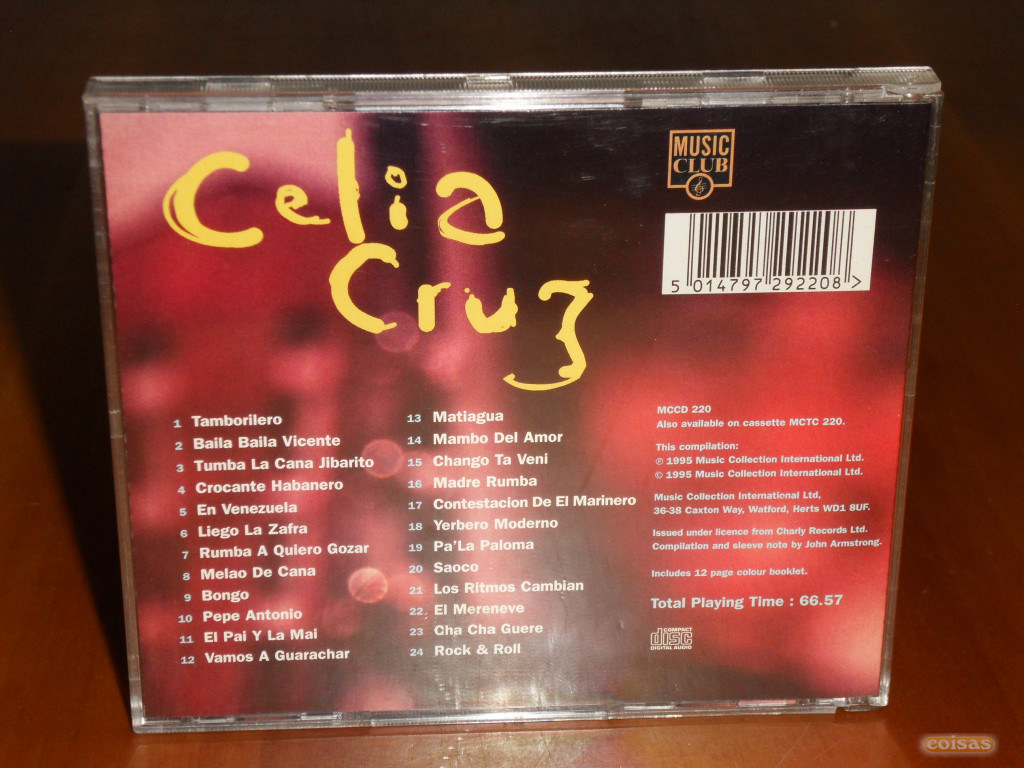 Celia
Cruz
MUSIC
CLUB
5 014797 292208 >
1 Tamborilero
2 Baila Baila Vicente
3 Tumba La Cana Jibarito
4 Crocante Habanero
5 En Venezuela
6 Liego La Zafra
7 Rumba A Quiero Gozar
8 Melao De Cana
9 Bongo
10 Pepe Antonio
11 El Pai Y La Mai
12 Vamos A Guarachar
13 Matiagua
14 Mambo Del Amor
15 Chango Ta Veni
16 Madre Rumba
17 Contestacion De El Marinero
18 Yerbero Moderno
19 Pa'La Paloma
20 Saoco
21 Los Ritmos Cambian
22 El Mereneve
23 Cha Cha Guere
24 Rock & Roll
MCCD 220
Also available on cassette MCTC 220.
This compilation:
℗ 1995 Music Collection International Ltd.
© 1995 Music Collection International Ltd.
Music Collection International Ltd,
36-38 Caxton Way, Watford, Herts WD1 8UF.
Issued under licence from Charly Records Ltd.
Compilation and sleeve note by John Armstrong.
Includes 12 page colour booklet.
Total Playing Time : 66.57
COMPACT
disc
DIGITAL AUDIO
coisas